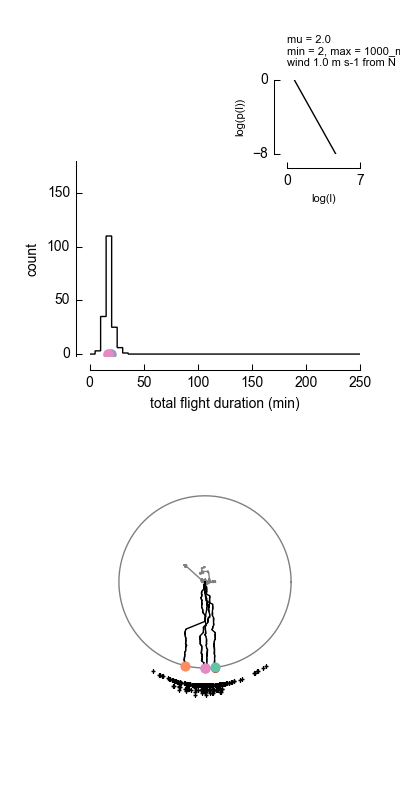 mu = 2.0
min = 2, max = 1000_m
wind 1.0 m s-1 from N
0
log(p(l))
−8
0
7
log(l)
150
100
50
0
count
0
50
100
150
200
250
total flight duration (min)